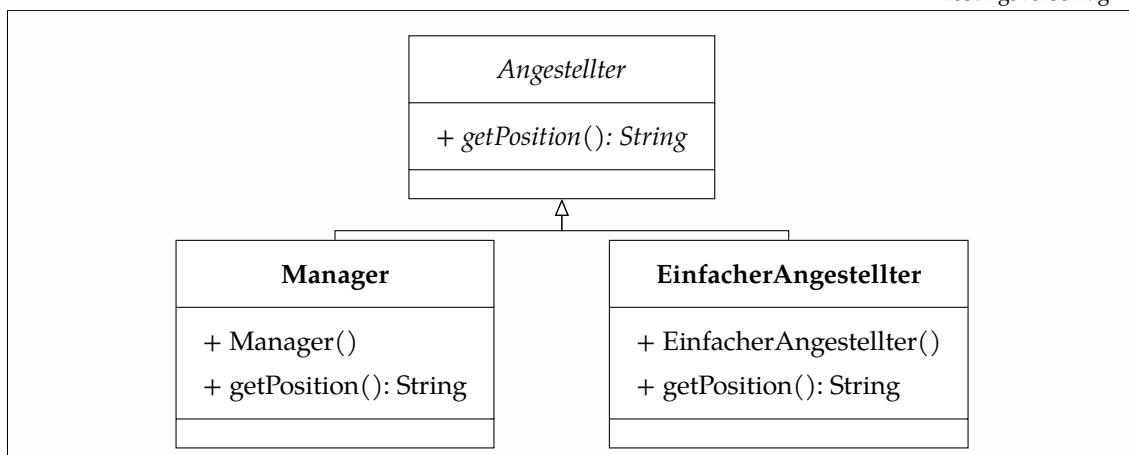 Angestellter
+ getPosition(): String
Manager
+ Manager()
+ getPosition(): String
EinfacherAngestellter
+ EinfacherAngestellter()
+ getPosition(): String